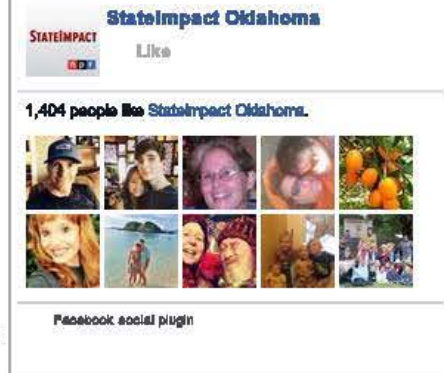 StateImpact Oklahoma
STATEIMPACT
npr
Like
1,404 people like StateImpact Oklahoma.
Facebook social plugin